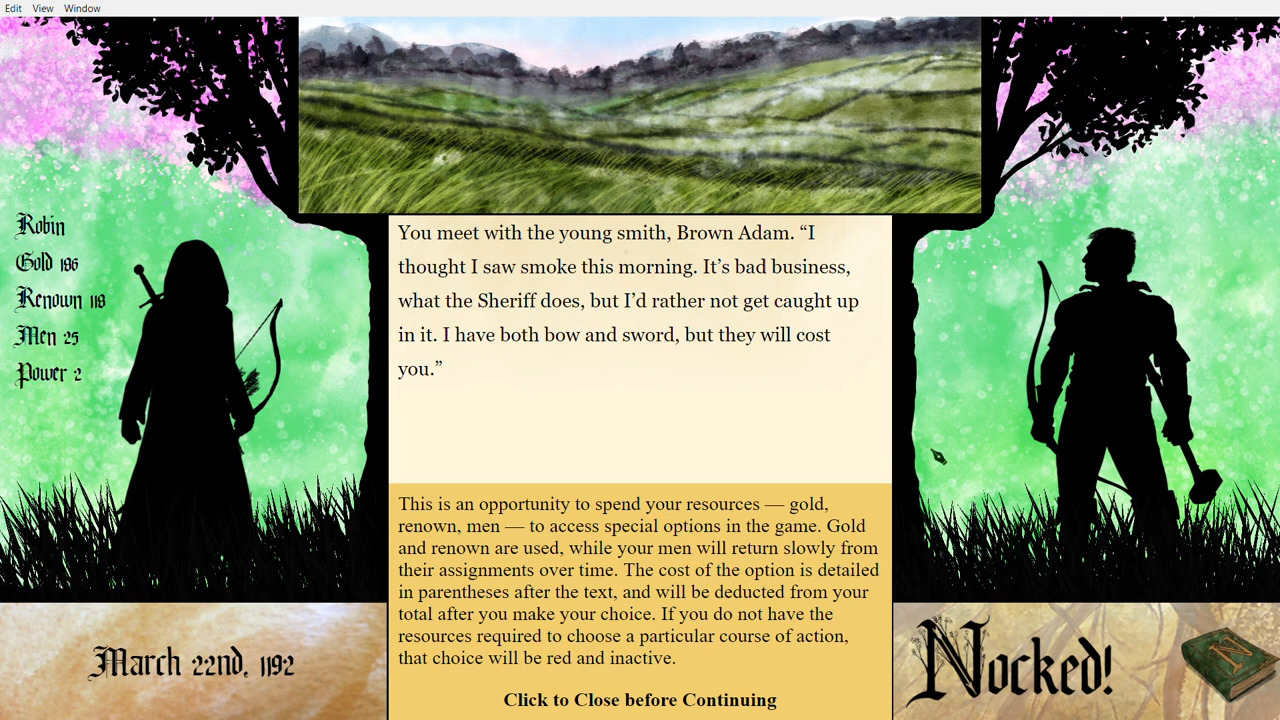 Edit View Window
Robin
Gold 186
Renown 118
Men 25
Power 2
You meet with the young smith, Brown Adam. “I
thought I saw smoke this morning. It’s bad business,
what the Sheriff does, but I’d rather not get caught up
in it. I have both bow and sword, but they will cost
you.”
This is an opportunity to spend your resources — gold,
renown, men — to access special options in the game. Gold
and renown are used, while your men will return slowly from
their assignments over time. The cost of the option is detailed
in parentheses after the text, and will be deducted from your
total after you make your choice. If you do not have the
resources required to choose a particular course of action,
that choice will be red and inactive.
Click to Close before Continuing
March 22nd, 1192
Nocked!
N